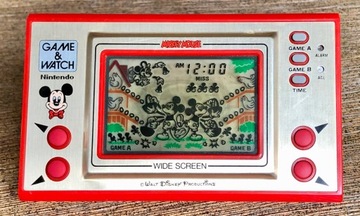 GAME & WATCH
Nintendo
MICKEY MOUSE
AM 12:00
MISS
GAME A
GAME B
WIDE SCREEN
© WALT DISNEY PRODUCTIONS
GAME A
ALARM
GAME B
ACL
TIME